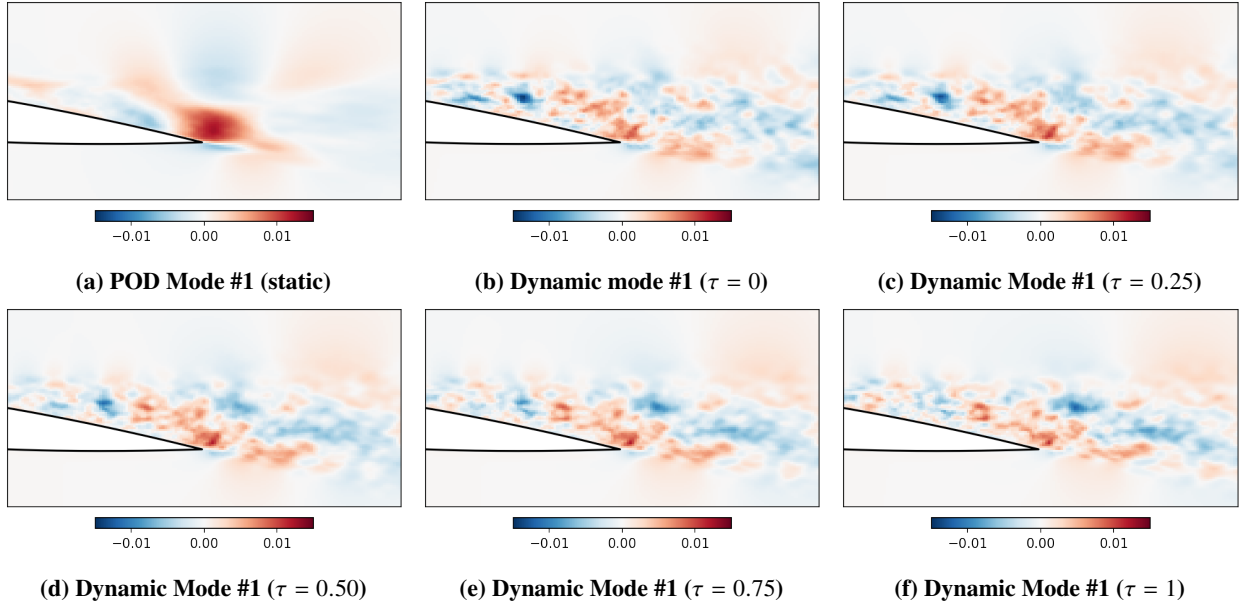 −0.01 0.00 0.01
−0.01 0.00 0.01
−0.01 0.00 0.01
(a) POD Mode #1 (static)
(b) Dynamic mode #1 (τ = 0)
(c) Dynamic Mode #1 (τ = 0.25)
−0.01 0.00 0.01
−0.01 0.00 0.01
−0.01 0.00 0.01
(d) Dynamic Mode #1 (τ = 0.50)
(e) Dynamic Mode #1 (τ = 0.75)
(f) Dynamic Mode #1 (τ = 1)